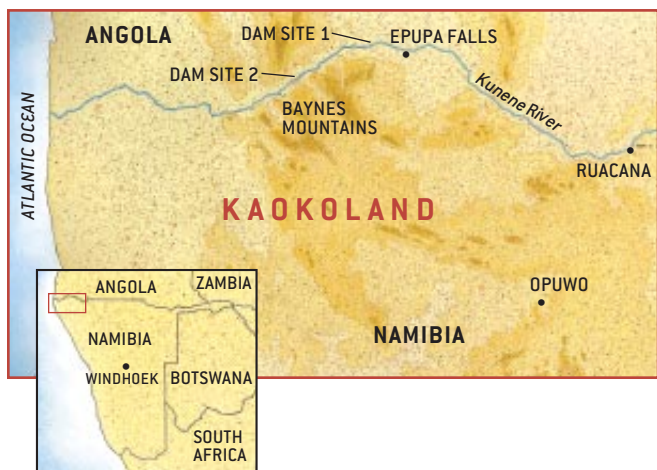 ANGOLA
DAM SITE 1
EPUPA FALLS
DAM SITE 2
BAYNES
MOUNTAINS
Kunene River
RUACANA
ATLANTIC OCEAN
KAOKOLAND
OPUWO
NAMIBIA
ANGOLA
ZAMBIA
NAMIBIA
WINDHOEK
BOTSWANA
SOUTH
AFRICA